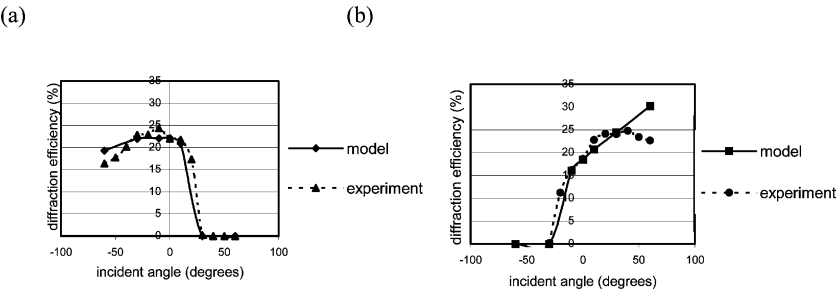 (a)
(b)
diffraction efficiency (%)
35
30
25
20
15
10
5
0
-100
-50
0
50
100
incident angle (degrees)
model
experiment
diffraction efficiency (%)
35
30
25
20
15
10
5
0
-100
-50
0
50
100
incident angle (degrees)
model
experiment